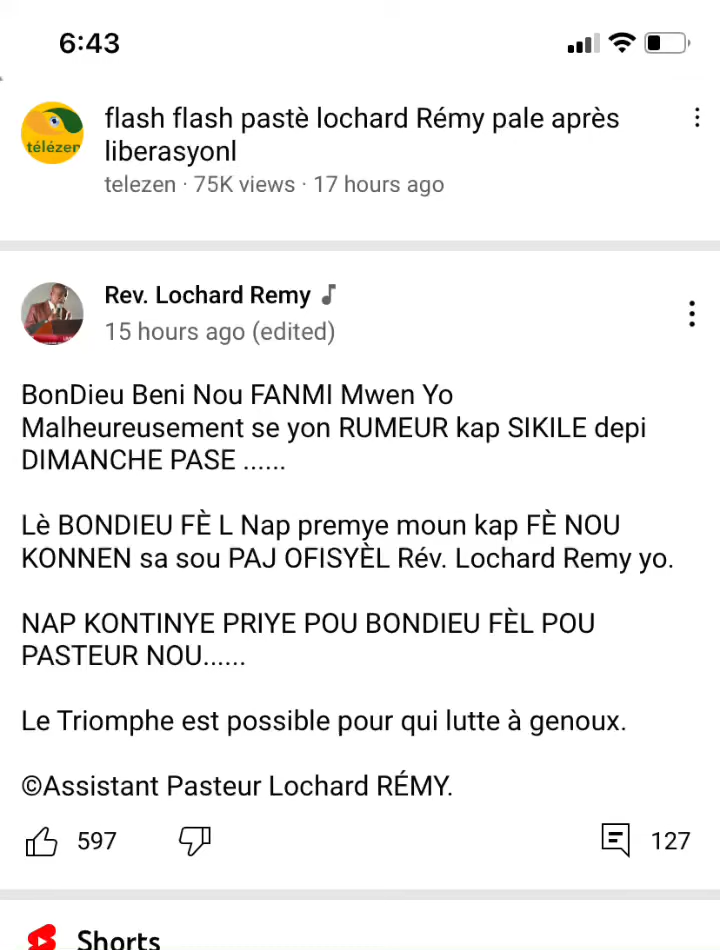 6:43
télézen
flash flash pastè lochard Rémy pale après
liberasyonl
telezen · 75K views · 17 hours ago
Rev. Lochard Remy
15 hours ago (edited)
BonDieu Beni Nou FANMI Mwen Yo
Malheureusement se yon RUMEUR kap SIKILE depi
DIMANCHE PASE ......
Lè BONDIEU FÈ L Nap premye moun kap FÈ NOU
KONNEN sa sou PAJ OFISYÈL Rév. Lochard Remy yo.
NAP KONTINYE PRIYE POU BONDIEU FÈL POU
PASTEUR NOU......
Le Triomphe est possible pour qui lutte à genoux.
©Assistant Pasteur Lochard RÉMY.
597
127
Shorts